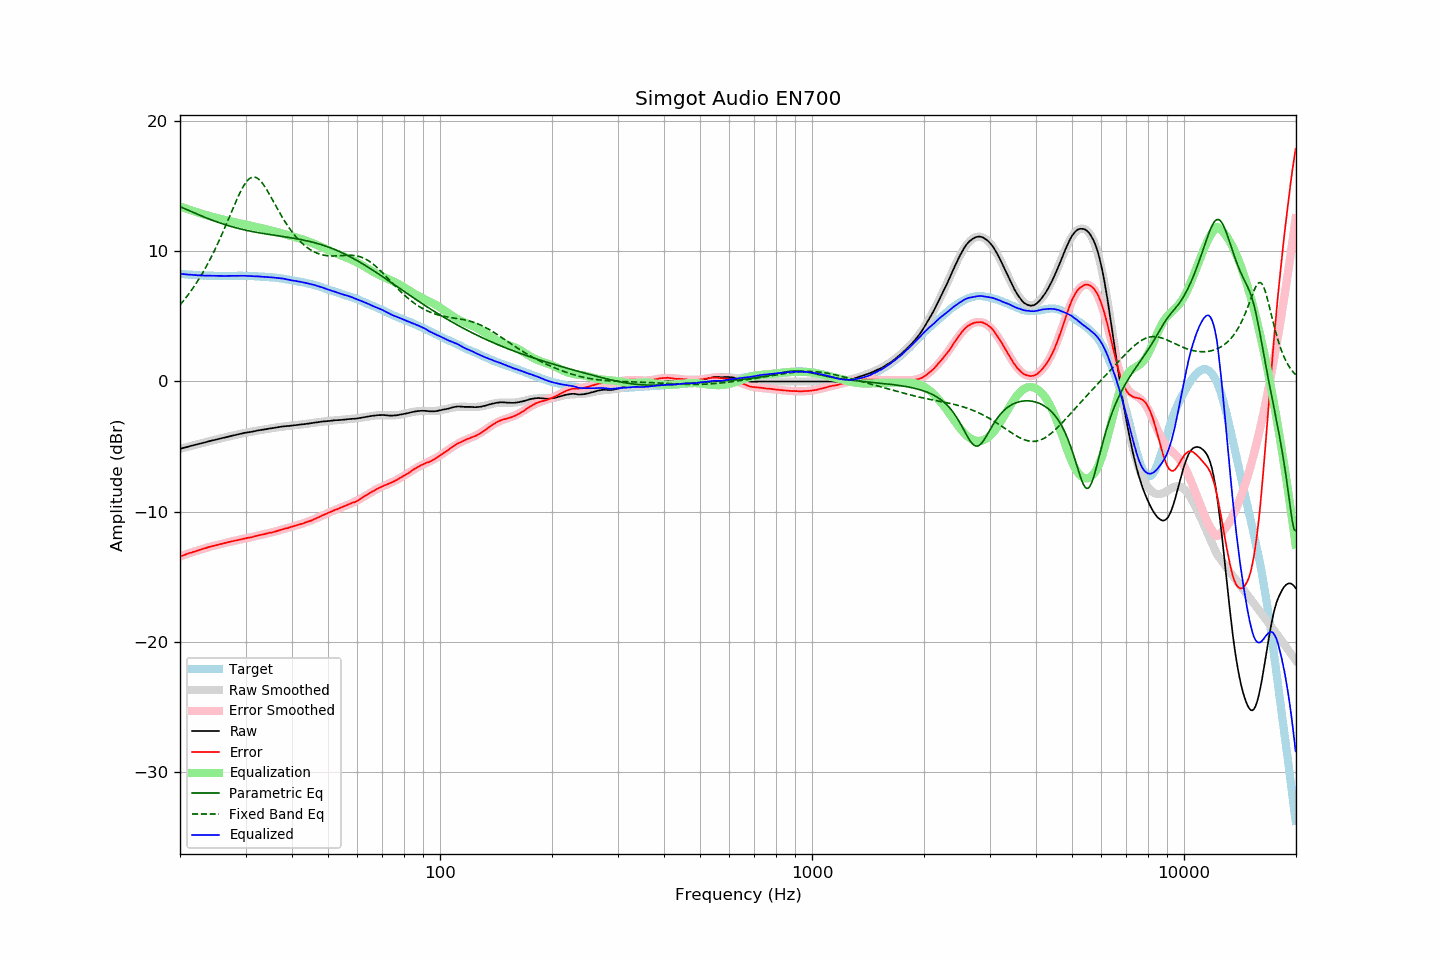 Simgot Audio EN700
20
10
0
−10
−20
−30
Amplitude (dBr)
100
1000
10000
Frequency (Hz)
Target
Raw Smoothed
Error Smoothed
Raw
Error
Equalization
Parametric Eq
Fixed Band Eq
Equalized